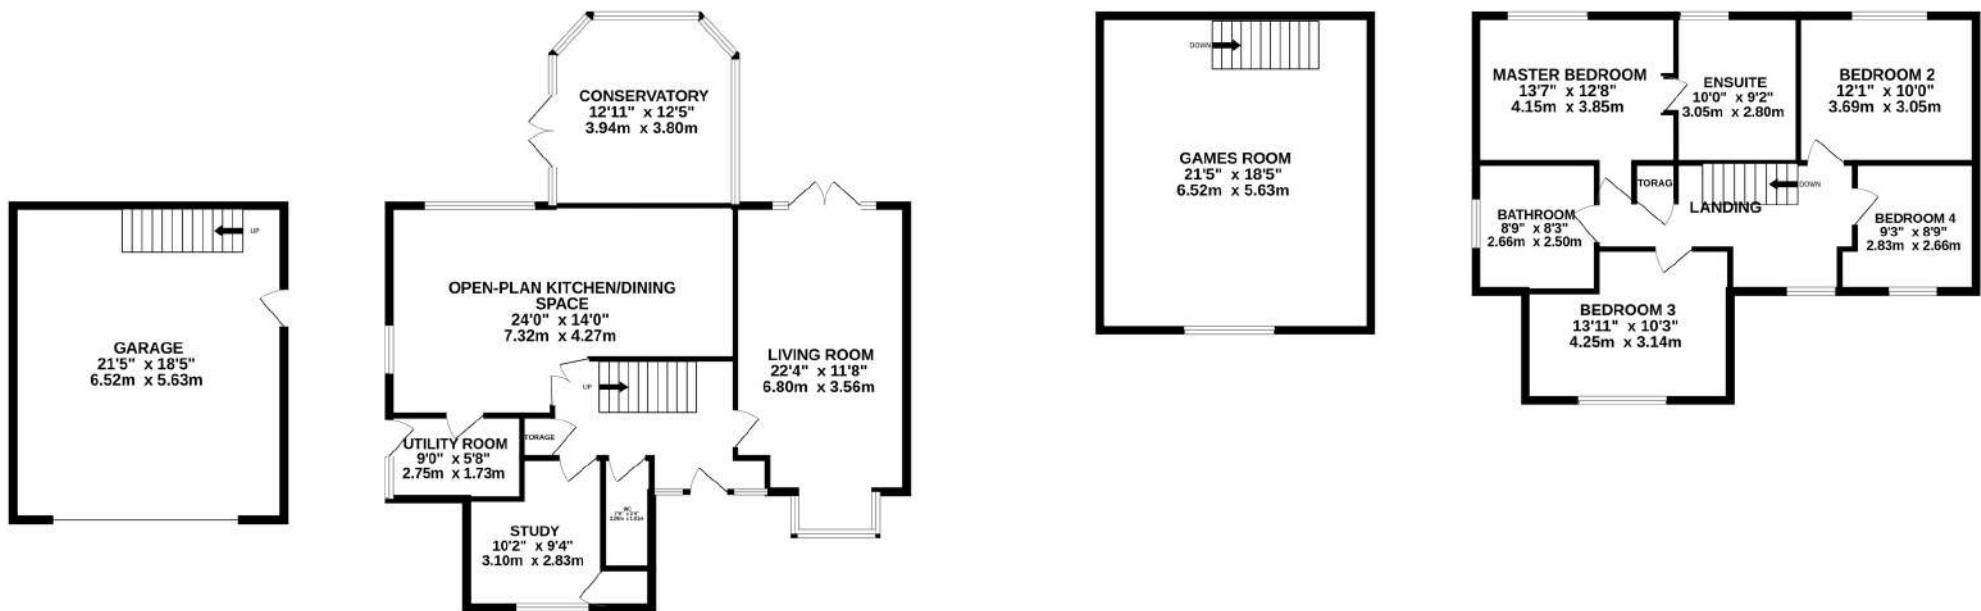 CONSERVATORY
12'11" x 12'5"
3.94m x 3.80m
UP
GARAGE
21'5" x 18'5"
6.52m x 5.63m
OPEN-PLAN KITCHEN/DINING
SPACE
24'0" x 14'0"
7.32m x 4.27m
LIVING ROOM
22'4" x 11'8"
6.80m x 3.56m
UP
TORAGE
UTILITY ROOM
9'0" x 5'8"
2.75m x 1.73m
WC
STUDY
10'2" x 9'4"
3.10m x 2.83m
DOWN
GAMES ROOM
21'5" x 18'5"
6.52m x 5.63m
MASTER BEDROOM
13'7" x 12'8"
4.15m x 3.85m
ENSUITE
10'0" x 9'2"
3.05m x 2.80m
BEDROOM 2
12'1" x 10'0"
3.69m x 3.05m
TORAG
DOWN
LANDING
BATHROOM
8'9" x 8'3"
2.66m x 2.50m
BEDROOM 4
9'3" x 8'9"
2.83m x 2.66m
BEDROOM 3
13'11" x 10'3"
4.25m x 3.14m